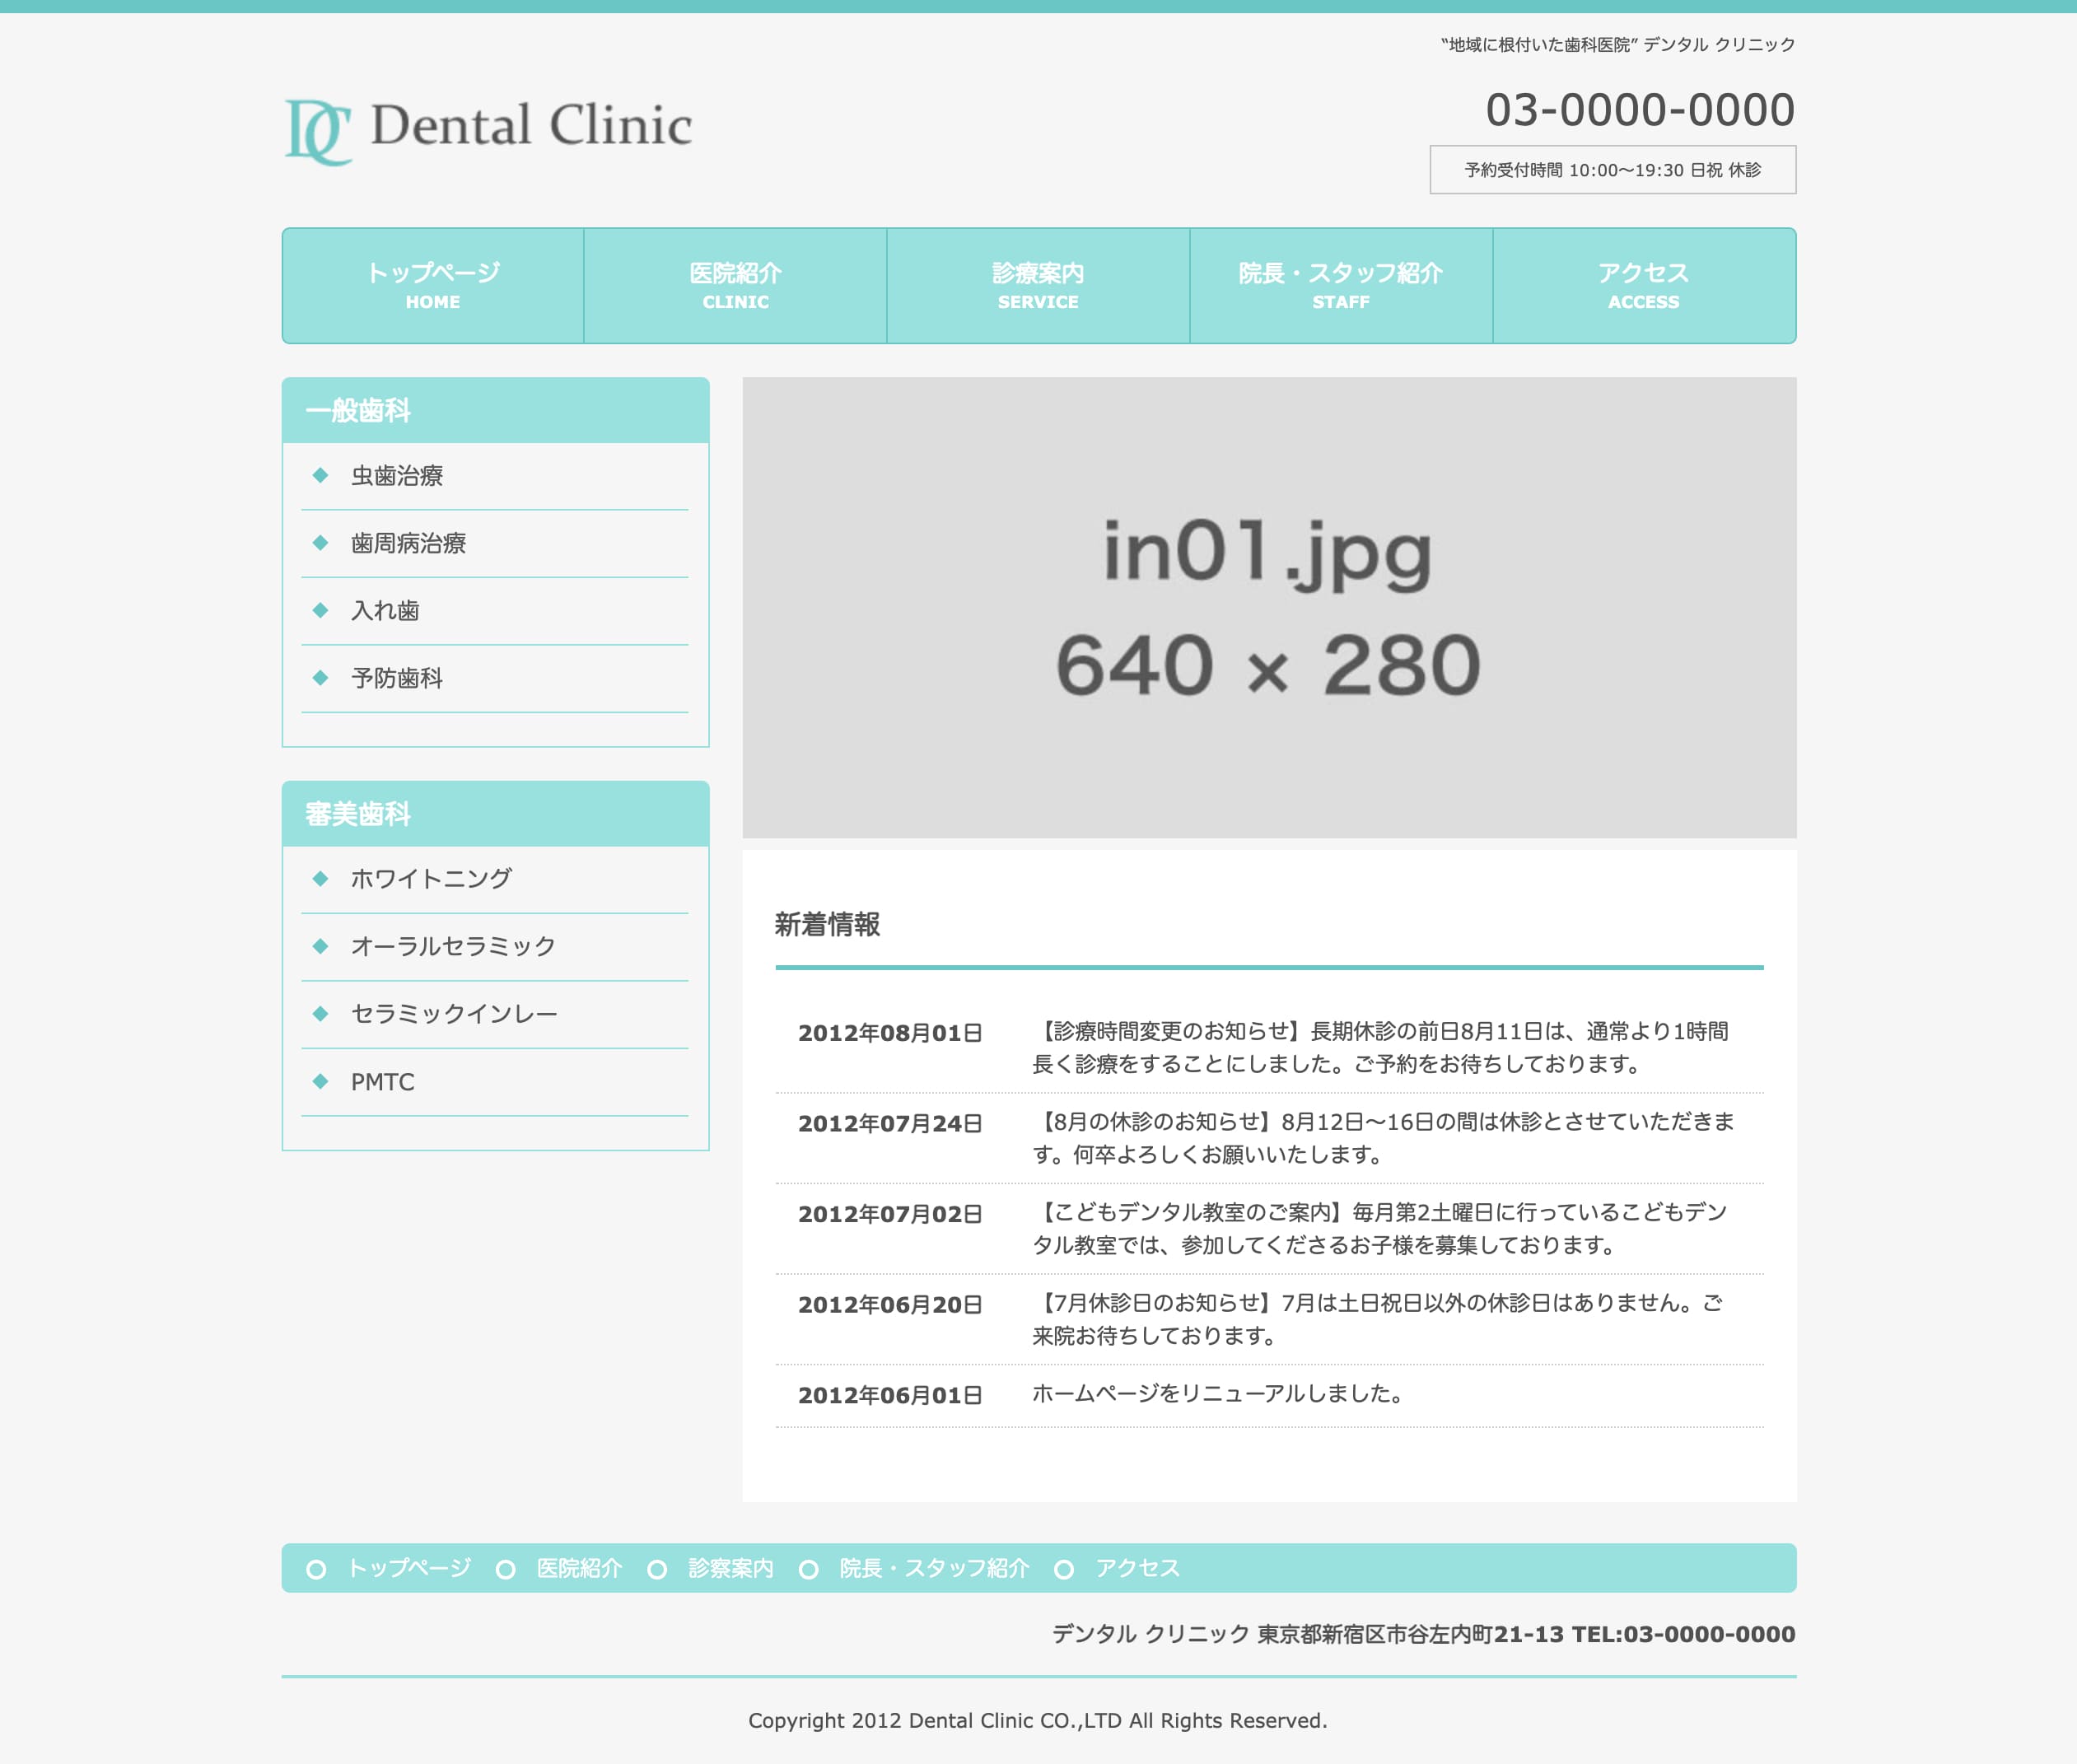 “地域に根付いた歯科医院” デンタル クリニック
DC Dental Clinic
03-0000-0000
予約受付時間 10:00〜19:30 日祝 休診
トップページ
HOME
医院紹介
CLINIC
診療案内
SERVICE
院長・スタッフ紹介
STAFF
アクセス
ACCESS
一般歯科
虫歯治療
歯周病治療
入れ歯
予防歯科
審美歯科
ホワイトニング
オーラルセラミック
セラミックインレー
PMTC
in01.jpg
640 × 280
新着情報
2012年08月01日 【診療時間変更のお知らせ】長期休診の前日8月11日は、通常より1時間
長く診療をすることにしました。ご予約をお待ちしております。
2012年07月24日 【8月の休診のお知らせ】8月12日〜16日の間は休診とさせていただきま
す。何卒よろしくお願いいたします。
2012年07月02日 【こどもデンタル教室のご案内】毎月第2土曜日に行っているこどもデン
タル教室では、参加してくださるお子様を募集しております。
2012年06月20日 【7月休診日のお知らせ】7月は土日祝日以外の休診日はありません。ご
来院お待ちしております。
2012年06月01日 ホームページをリニューアルしました。
トップページ 医院紹介 診察案内 院長・スタッフ紹介 アクセス
デンタル クリニック 東京都新宿区市谷左内町21-13 TEL:03-0000-0000
Copyright 2012 Dental Clinic CO.,LTD All Rights Reserved.